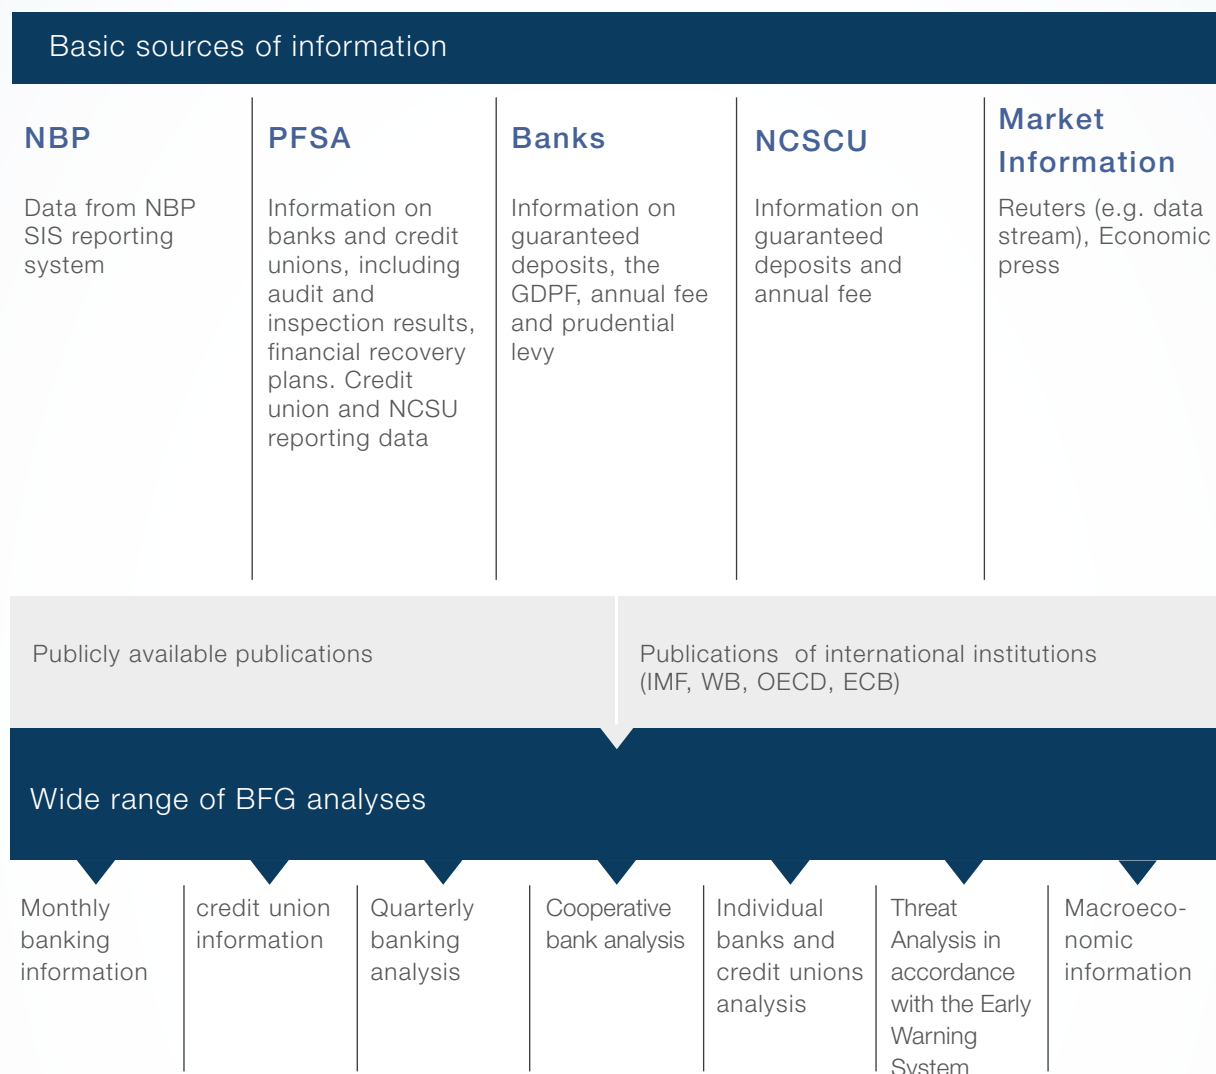 Basic sources of information
NBP
Data from NBP
SIS reporting
system
PFSA
Information on
banks and credit
unions, including
audit and
inspection results,
financial recovery
plans. Credit
union and NCSU
reporting data
Banks
Information on
guaranteed
deposits, the
GDPF, annual fee
and prudential
levy
NCSCU
Information on
guaranteed
deposits and
annual fee
Market
Information
Reuters (e.g. data
stream), Economic
press
Publicly available publications
Publications of international institutions
(IMF, WB, OECD, ECB)
Wide range of BFG analyses
Monthly
banking
information
credit union
information
Quarterly
banking
analysis
Cooperative
bank analysis
Individual
banks and
credit unions
analysis
Threat
Analysis in
accordance
with the Early
Warning
System
Macroeco-
nomic
information